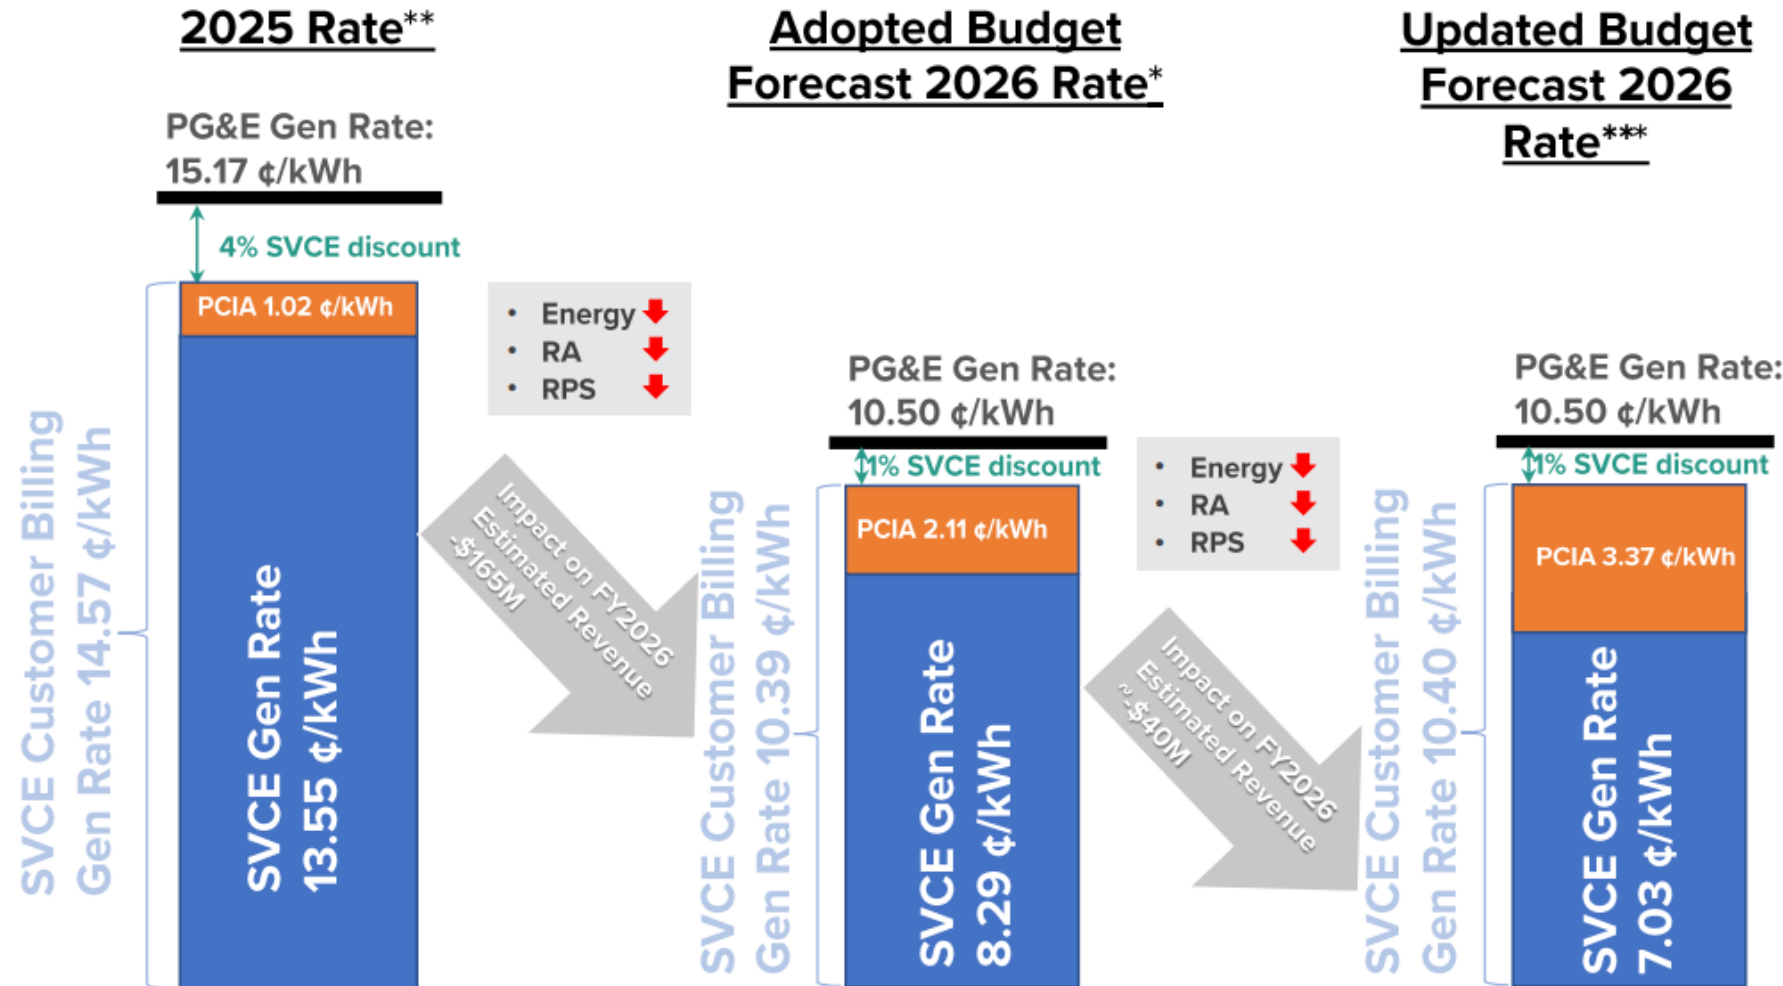 2025 Rate**
PG&E Gen Rate:
15.17 ¢/kWh
4% SVCE discount
PCIA 1.02 ¢/kWh
SVCE Customer Billing
Gen Rate 14.57 ¢/kWh
SVCE Gen Rate
13.55 ¢/kWh
• Energy
• RA
• RPS
Impact on FY2026
Estimated Revenue
-$165M
Adopted Budget
Forecast 2026 Rate*
PG&E Gen Rate:
10.50 ¢/kWh
1% SVCE discount
PCIA 2.11 ¢/kWh
SVCE Customer Billing
Gen Rate 10.39 ¢/kWh
SVCE Gen Rate
8.29 ¢/kWh
• Energy
• RA
• RPS
Impact on FY2026
Estimated Revenue
~-$40M
Updated Budget
Forecast 2026
Rate***
PG&E Gen Rate:
10.50 ¢/kWh
1% SVCE discount
PCIA 3.37 ¢/kWh
SVCE Customer Billing
Gen Rate 10.40 ¢/kWh
SVCE Gen Rate
7.03 ¢/kWh